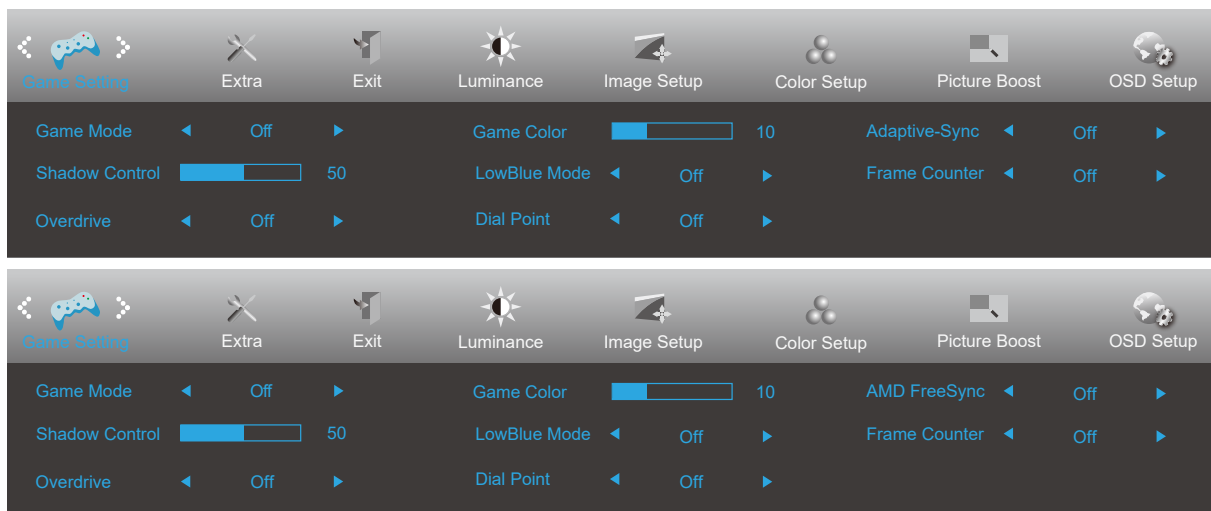 Game Setting Extra Exit Luminance Image Setup Color Setup Picture Boost OSD Setup
Game Mode Off Game Color 10 Adaptive-Sync Off
Shadow Control 50 LowBlue Mode Off Frame Counter Off
Overdrive Off Dial Point Off
Game Setting Extra Exit Luminance Image Setup Color Setup Picture Boost OSD Setup
Game Mode Off Game Color 10 AMD FreeSync Off
Shadow Control 50 LowBlue Mode Off Frame Counter Off
Overdrive Off Dial Point Off